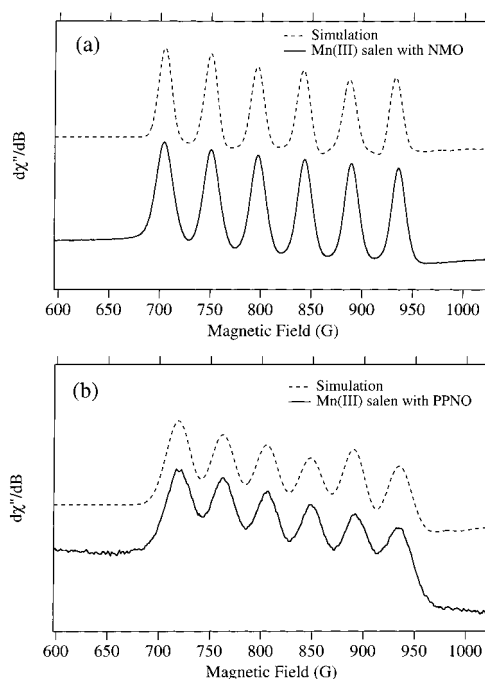 (a)
Simulation
Mn(III) salen with NMO
dχ"/dB
600 650 700 750 800 850 900 950 1000
Magnetic Field (G)
(b)
Simulation
Mn(III) salen with PPNO
dχ"/dB
600 650 700 750 800 850 900 950 1000
Magnetic Field (G)